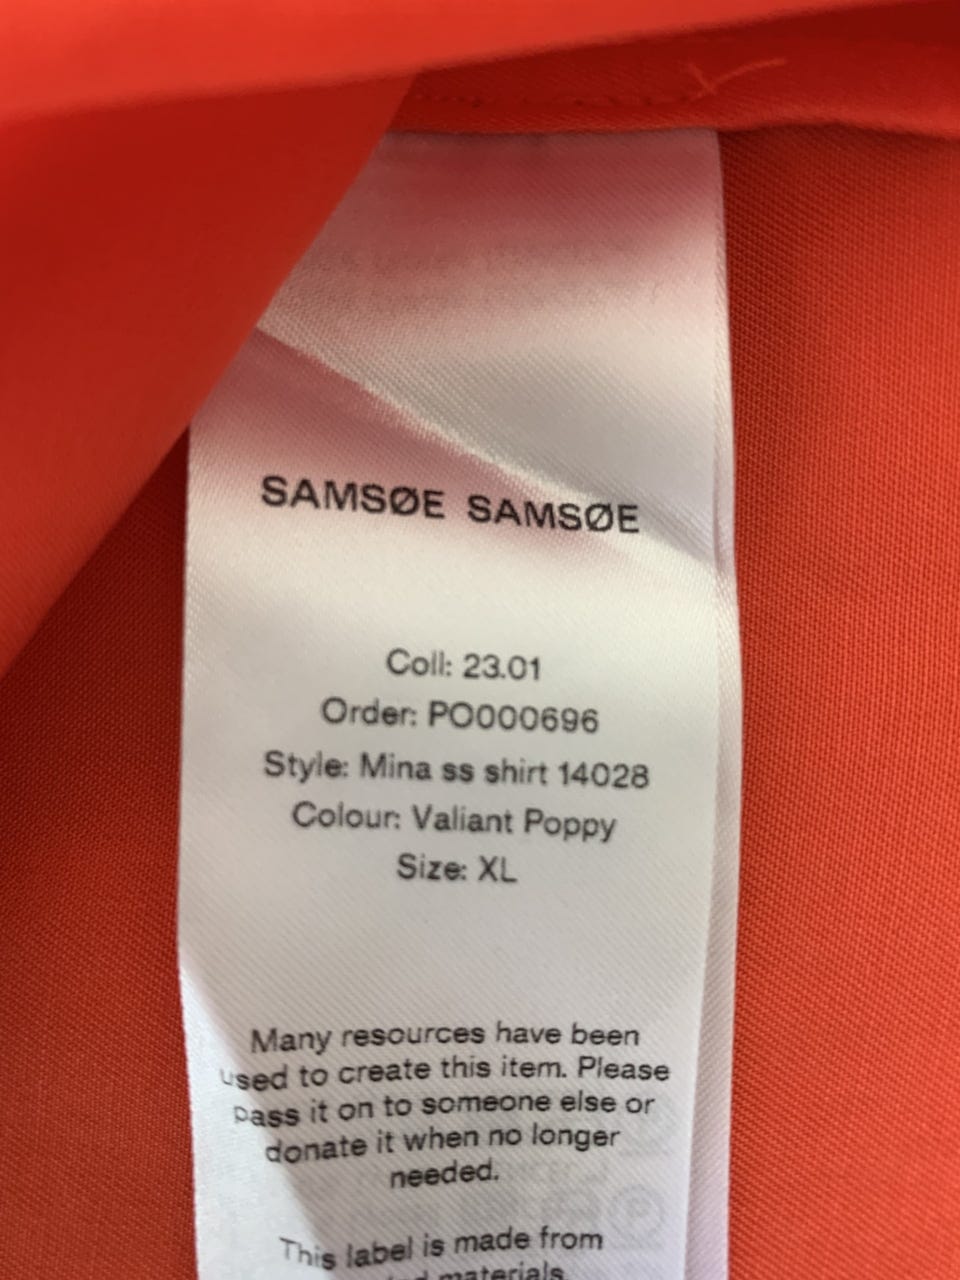 SAMSØE SAMSØE
Coll: 23.01
Order: PO000696
Style: Mina ss shirt 14028
Colour: Valiant Poppy
Size: XL
Many resources have been
used to create this item. Please
pass it on to someone else or
donate it when no longer
needed.
This label is made from
materials